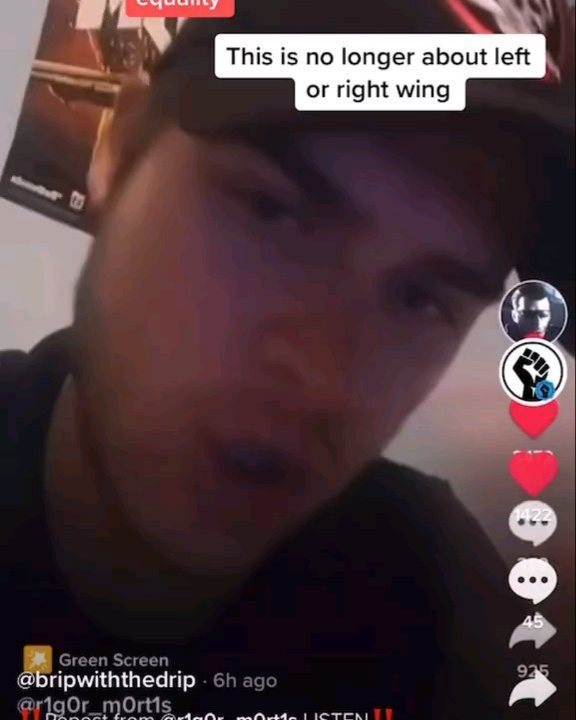 equality
This is no longer about left
or right wing
1422
45
925
Green Screen
@bripwiththedrip · 6h ago
@r1g0r_m0rt1s
‼️Repost from @r1g0r_m0rt1s LISTEN‼️